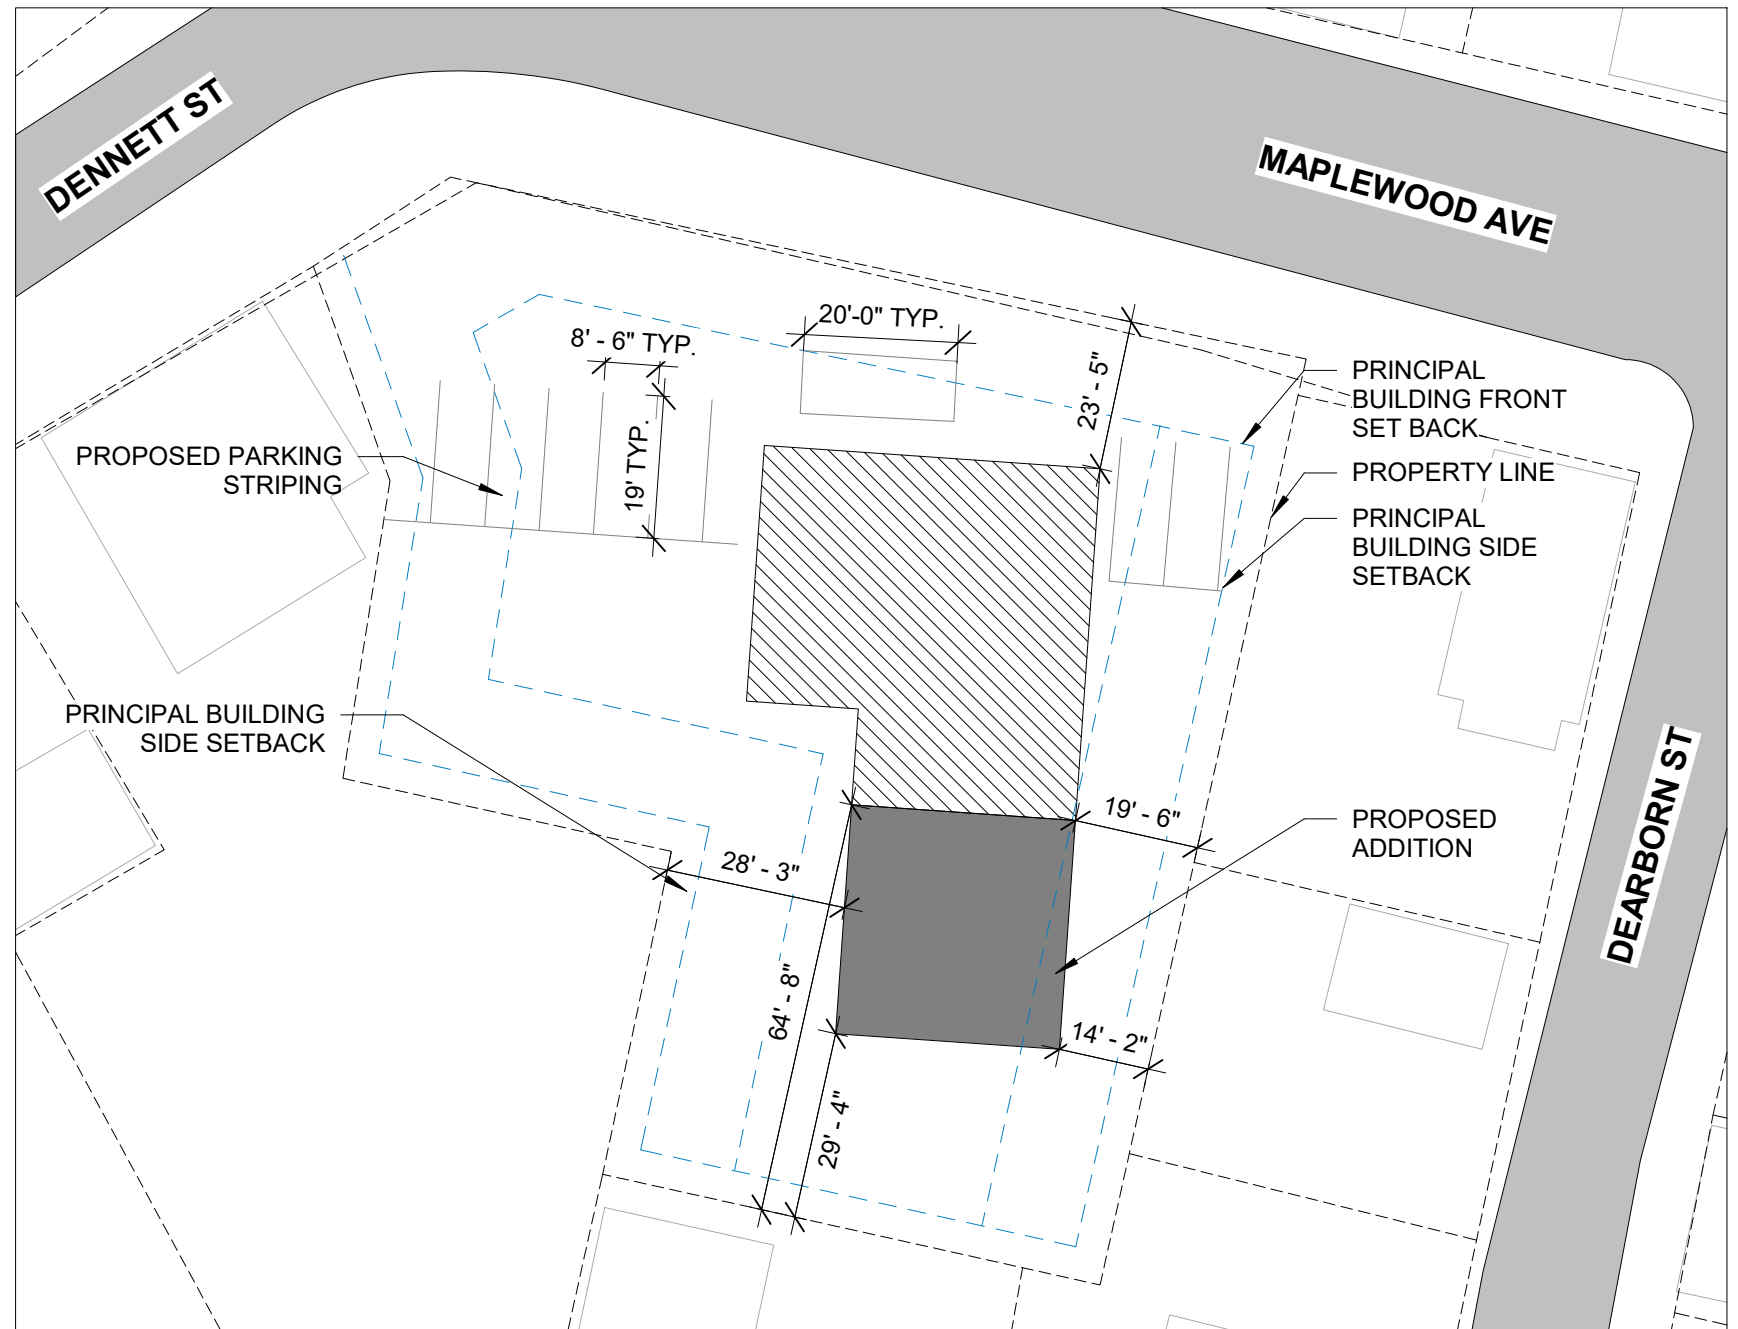 DENNETT ST
MAPLEWOOD AVE
20'-0" TYP.
8' - 6" TYP.
23' - 5"
PRINCIPAL
BUILDING FRONT
SET BACK
PROPOSED PARKING
STRIPING
19' TYP.
PROPERTY LINE
PRINCIPAL
BUILDING SIDE
SETBACK
PRINCIPAL BUILDING
SIDE SETBACK
19' - 6"
PROPOSED
ADDITION
DEARBORN ST
28' - 3"
64' - 8"
14' - 2"
29' - 4"